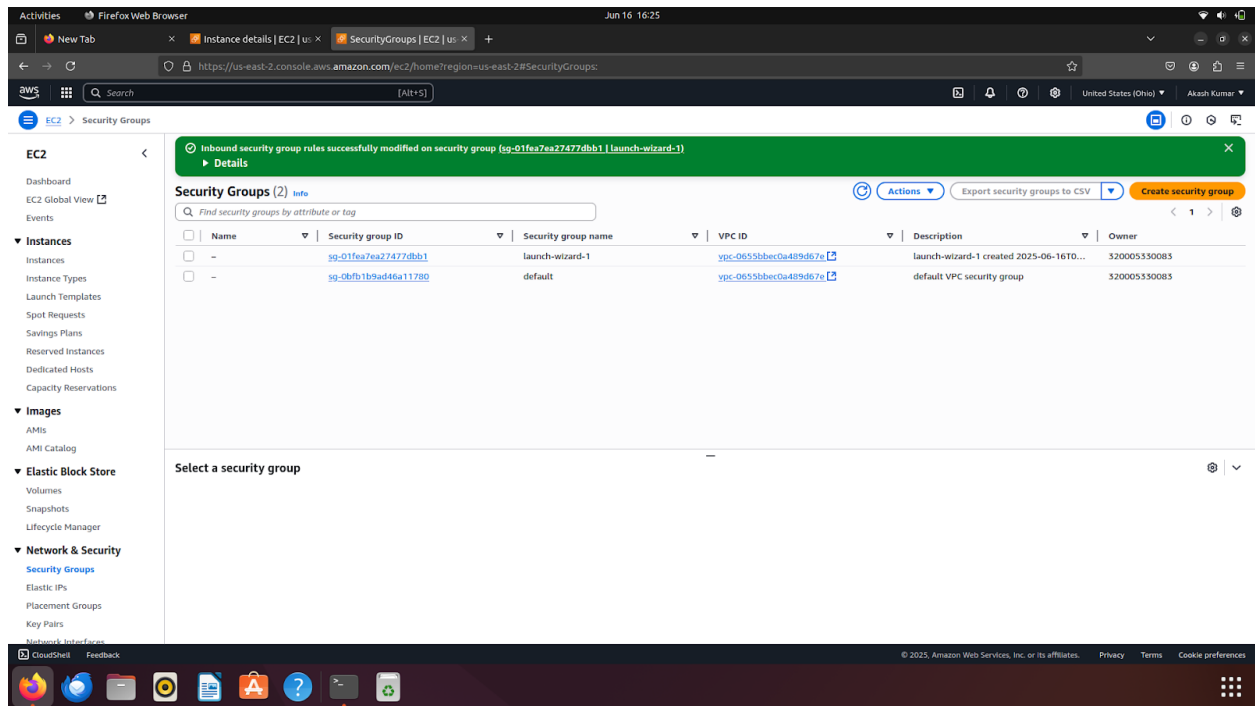 Activities Firefox Web Browser Jun 16 16:25
New Tab × Instance details | EC2 | us × SecurityGroups | EC2 | us- × +
https://us-east-2.console.aws.amazon.com/ec2/home?region=us-east-2#SecurityGroups:
aws Search [Alt+S] United States (Ohio) ▼ Akash Kumar ▼
EC2 > Security Groups
EC2
Dashboard
EC2 Global View
Events
Instances
Instances
Instance Types
Launch Templates
Spot Requests
Savings Plans
Reserved Instances
Dedicated Hosts
Capacity Reservations
Images
AMIs
AMI Catalog
Elastic Block Store
Volumes
Snapshots
Lifecycle Manager
Network & Security
Security Groups
Elastic IPs
Placement Groups
Key Pairs
Network Interfaces
Inbound security group rules successfully modified on security group (sg-01fea7ea27477dbb1 | launch-wizard-1)
Details
Security Groups (2) Info Actions ▼ Export security groups to CSV ▼ Create security group
Find security groups by attribute or tag < 1 >
Name Security group ID Security group name VPC ID Description Owner
– sg-01fea7ea27477dbb1 launch-wizard-1 vpc-0655bbec0a489d67e launch-wizard-1 created 2025-06-16T0... 320005330083
– sg-0bfb1b9ad46a11780 default vpc-0655bbec0a489d67e default VPC security group 320005330083
Select a security group
CloudShell Feedback © 2025, Amazon Web Services, Inc. or its affiliates. Privacy Terms Cookie preferences